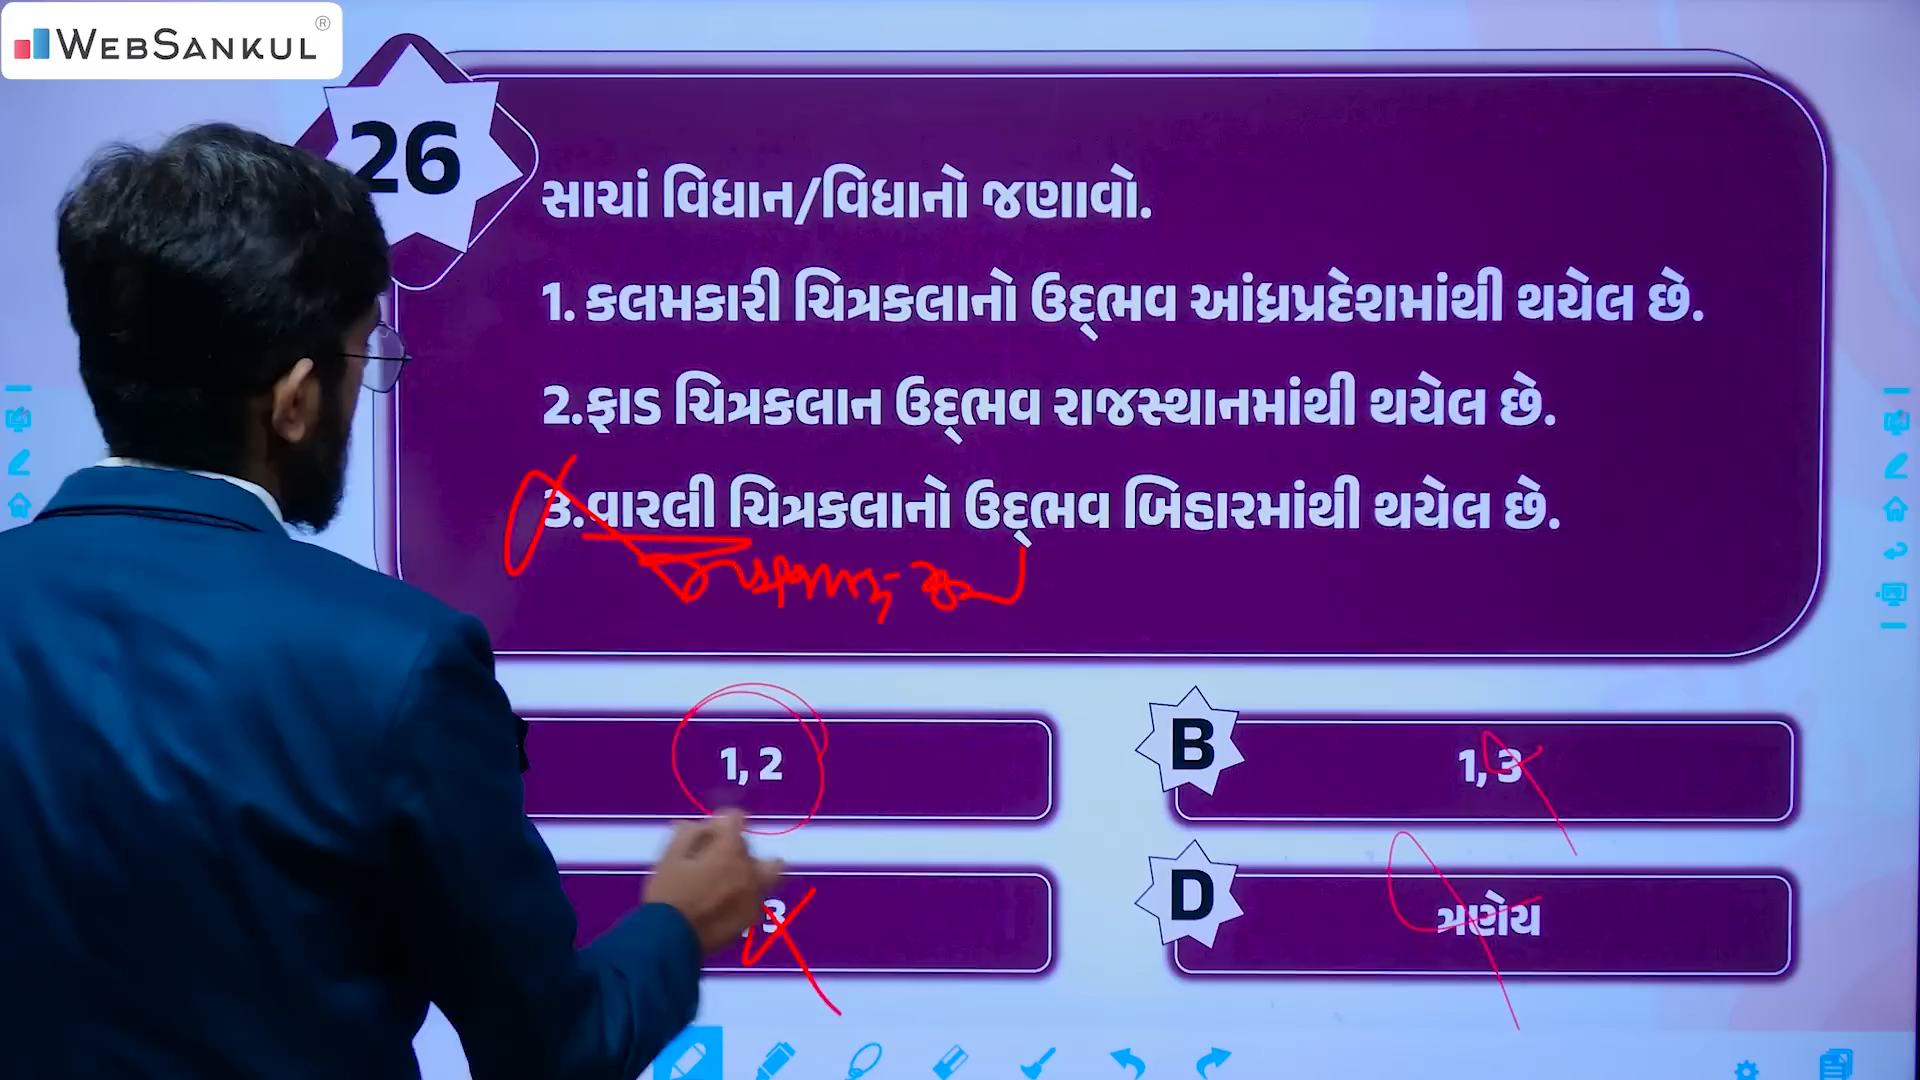 WEBSANKUL®
26
સાચાં વિધાન/વિધાનો જણાવો.
1. કલમકારી ચિત્રકલાનો ઉદ્ભવ આંધ્રપ્રદેશમાંથી થયેલ છે.
2.ફાડ ચિત્રકલાન ઉદ્ભવ રાજસ્થાનમાંથી થયેલ છે.
3.વારલી ચિત્રકલાનો ઉદ્ભવ બિહારમાંથી થયેલ છે.
1, 2
B
1, 3
3
D
ત્રણેય